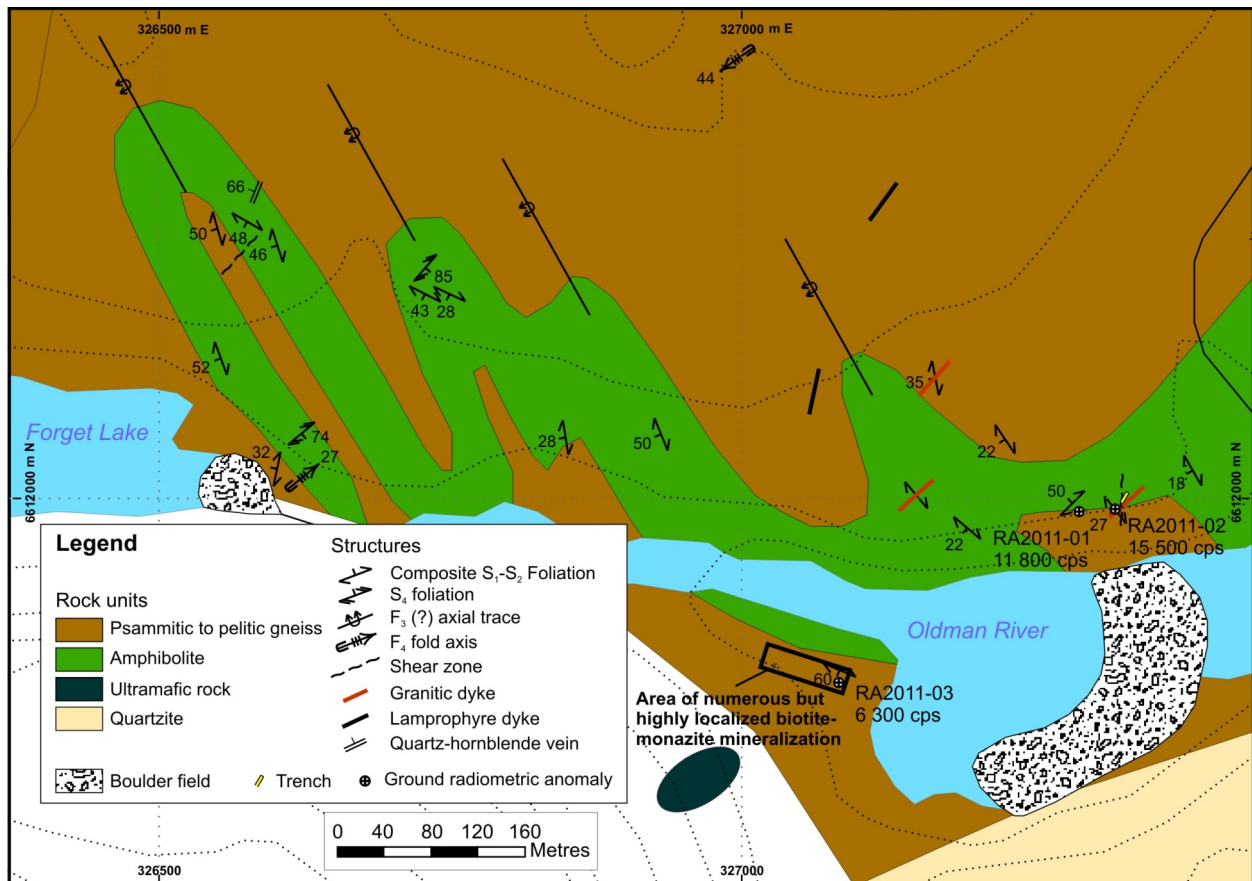 326500 m E
327000 m E
44
66
50
48
46
85
43
28
52
35
Forget Lake
74
27
32
28
50
22
18
6612000 m N
6612000 m N
50
27
22
RA2011-01
11 800 cps
RA2011-02
15 500 cps
Oldman River
60
RA2011-03
6 300 cps
Area of numerous but
highly localized biotite-
monazite mineralization
Legend
Rock units
Psammitic to pelitic gneiss
Amphibolite
Ultramafic rock
Quartzite
Boulder field
Trench
Ground radiometric anomaly
Structures
Composite S₁-S₂ Foliation
S₄ foliation
F₃ (?) axial trace
F₄ fold axis
Shear zone
Granitic dyke
Lamprophyre dyke
Quartz-hornblende vein
0 40 80 120 160
Metres
326500
327000